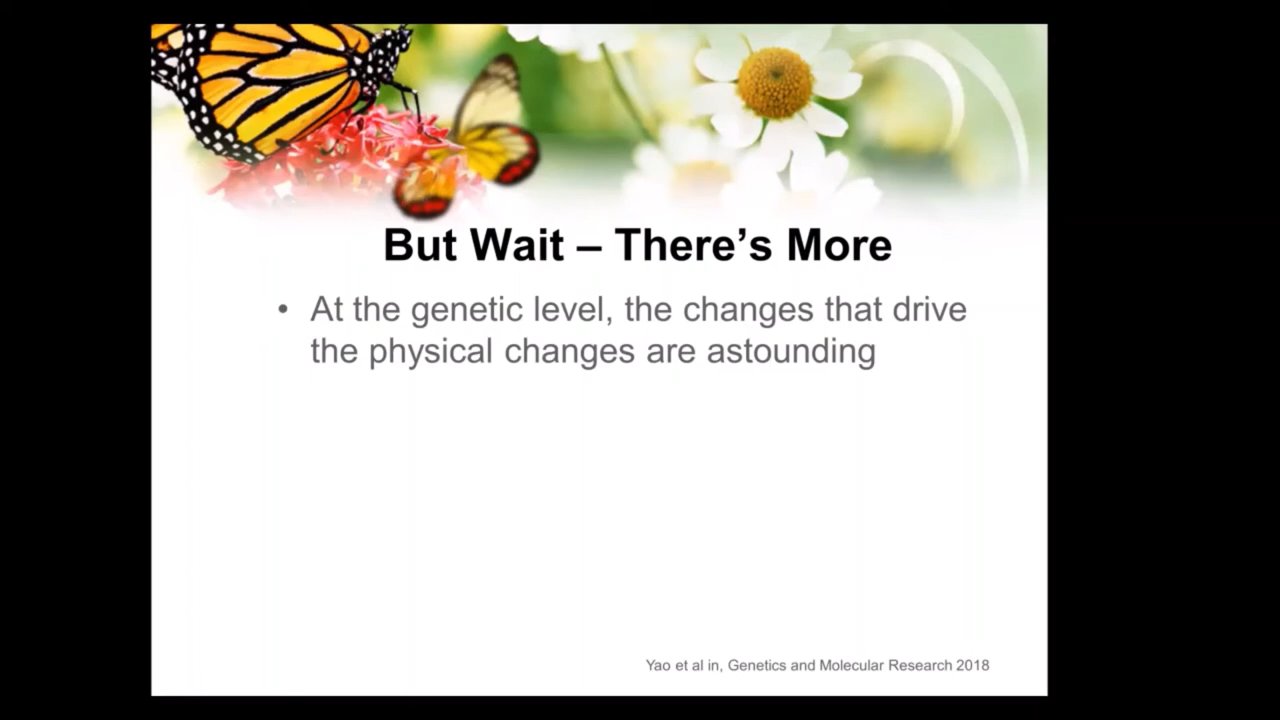 But Wait – There’s More
• At the genetic level, the changes that drive
the physical changes are astounding
Yao et al in, Genetics and Molecular Research 2018